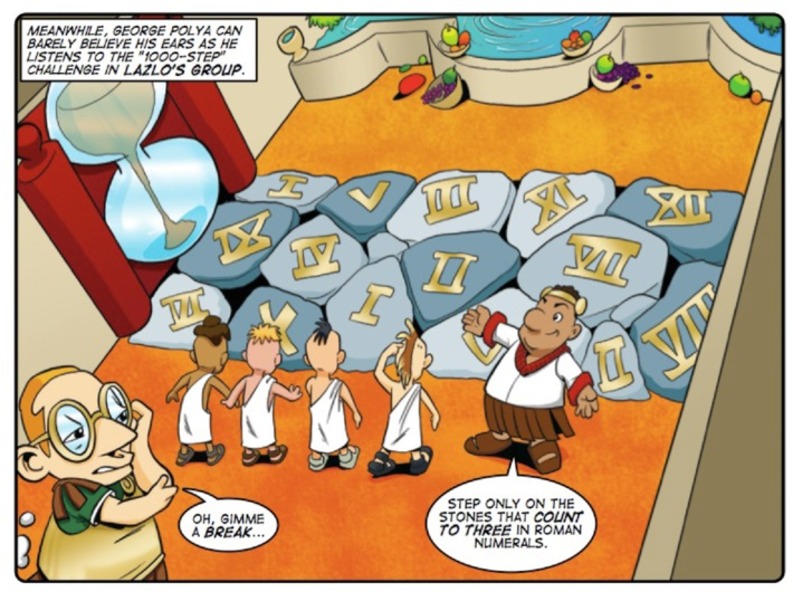 MEANWHILE, GEORGE POLYA CAN
BARELY BELIEVE HIS EARS AS HE
LISTENS TO THE "1000-STEP"
CHALLENGE IN LAZLO'S GROUP.
I V III XI XII
IX IV II VII
VI X I II VII
OH, GIMME
A BREAK...
STEP ONLY ON THE
STONES THAT COUNT
TO THREE IN ROMAN
NUMERALS.